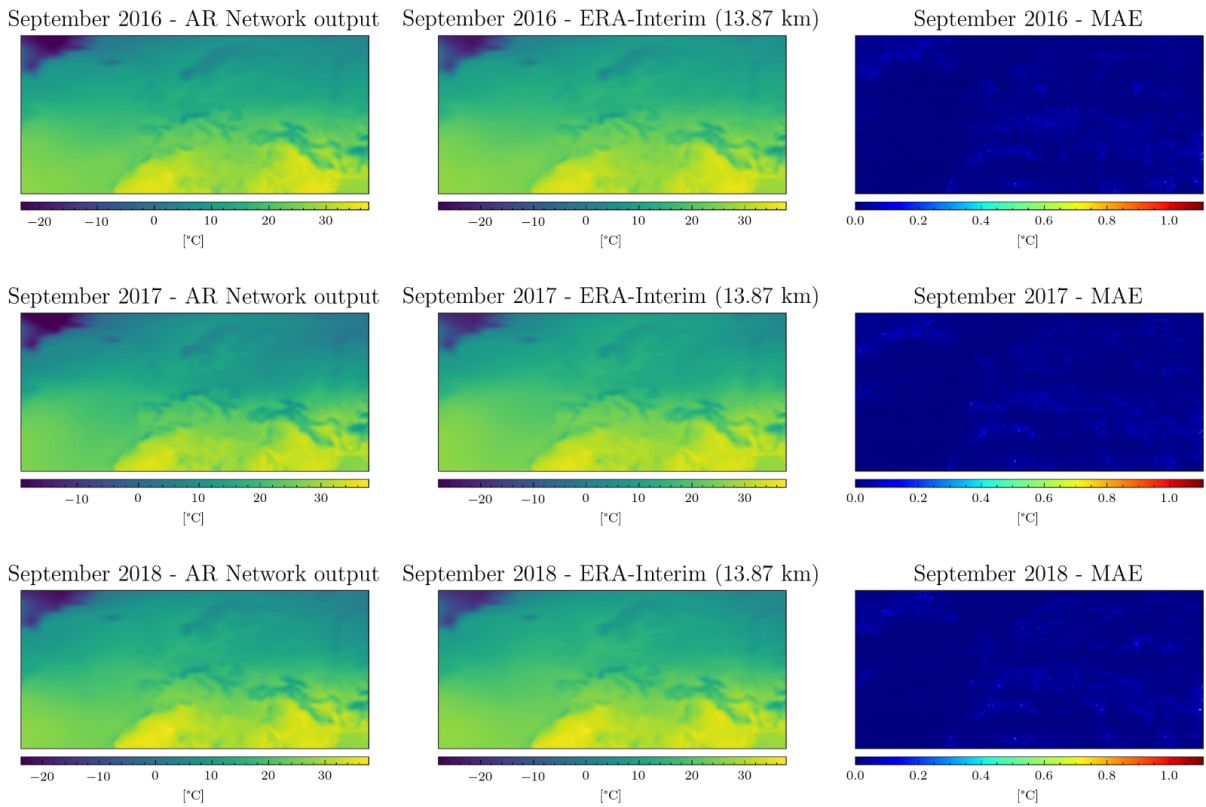 September 2016 - AR Network output
September 2016 - ERA-Interim (13.87 km)
September 2016 - MAE
−20 −10 0 10 20 30
[°C]
−20 −10 0 10 20 30
[°C]
0.0 0.2 0.4 0.6 0.8 1.0
[°C]
September 2017 - AR Network output
September 2017 - ERA-Interim (13.87 km)
September 2017 - MAE
−10 0 10 20 30
[°C]
−20 −10 0 10 20 30
[°C]
0.0 0.2 0.4 0.6 0.8 1.0
[°C]
September 2018 - AR Network output
September 2018 - ERA-Interim (13.87 km)
September 2018 - MAE
−20 −10 0 10 20 30
[°C]
−20 −10 0 10 20 30
[°C]
0.0 0.2 0.4 0.6 0.8 1.0
[°C]